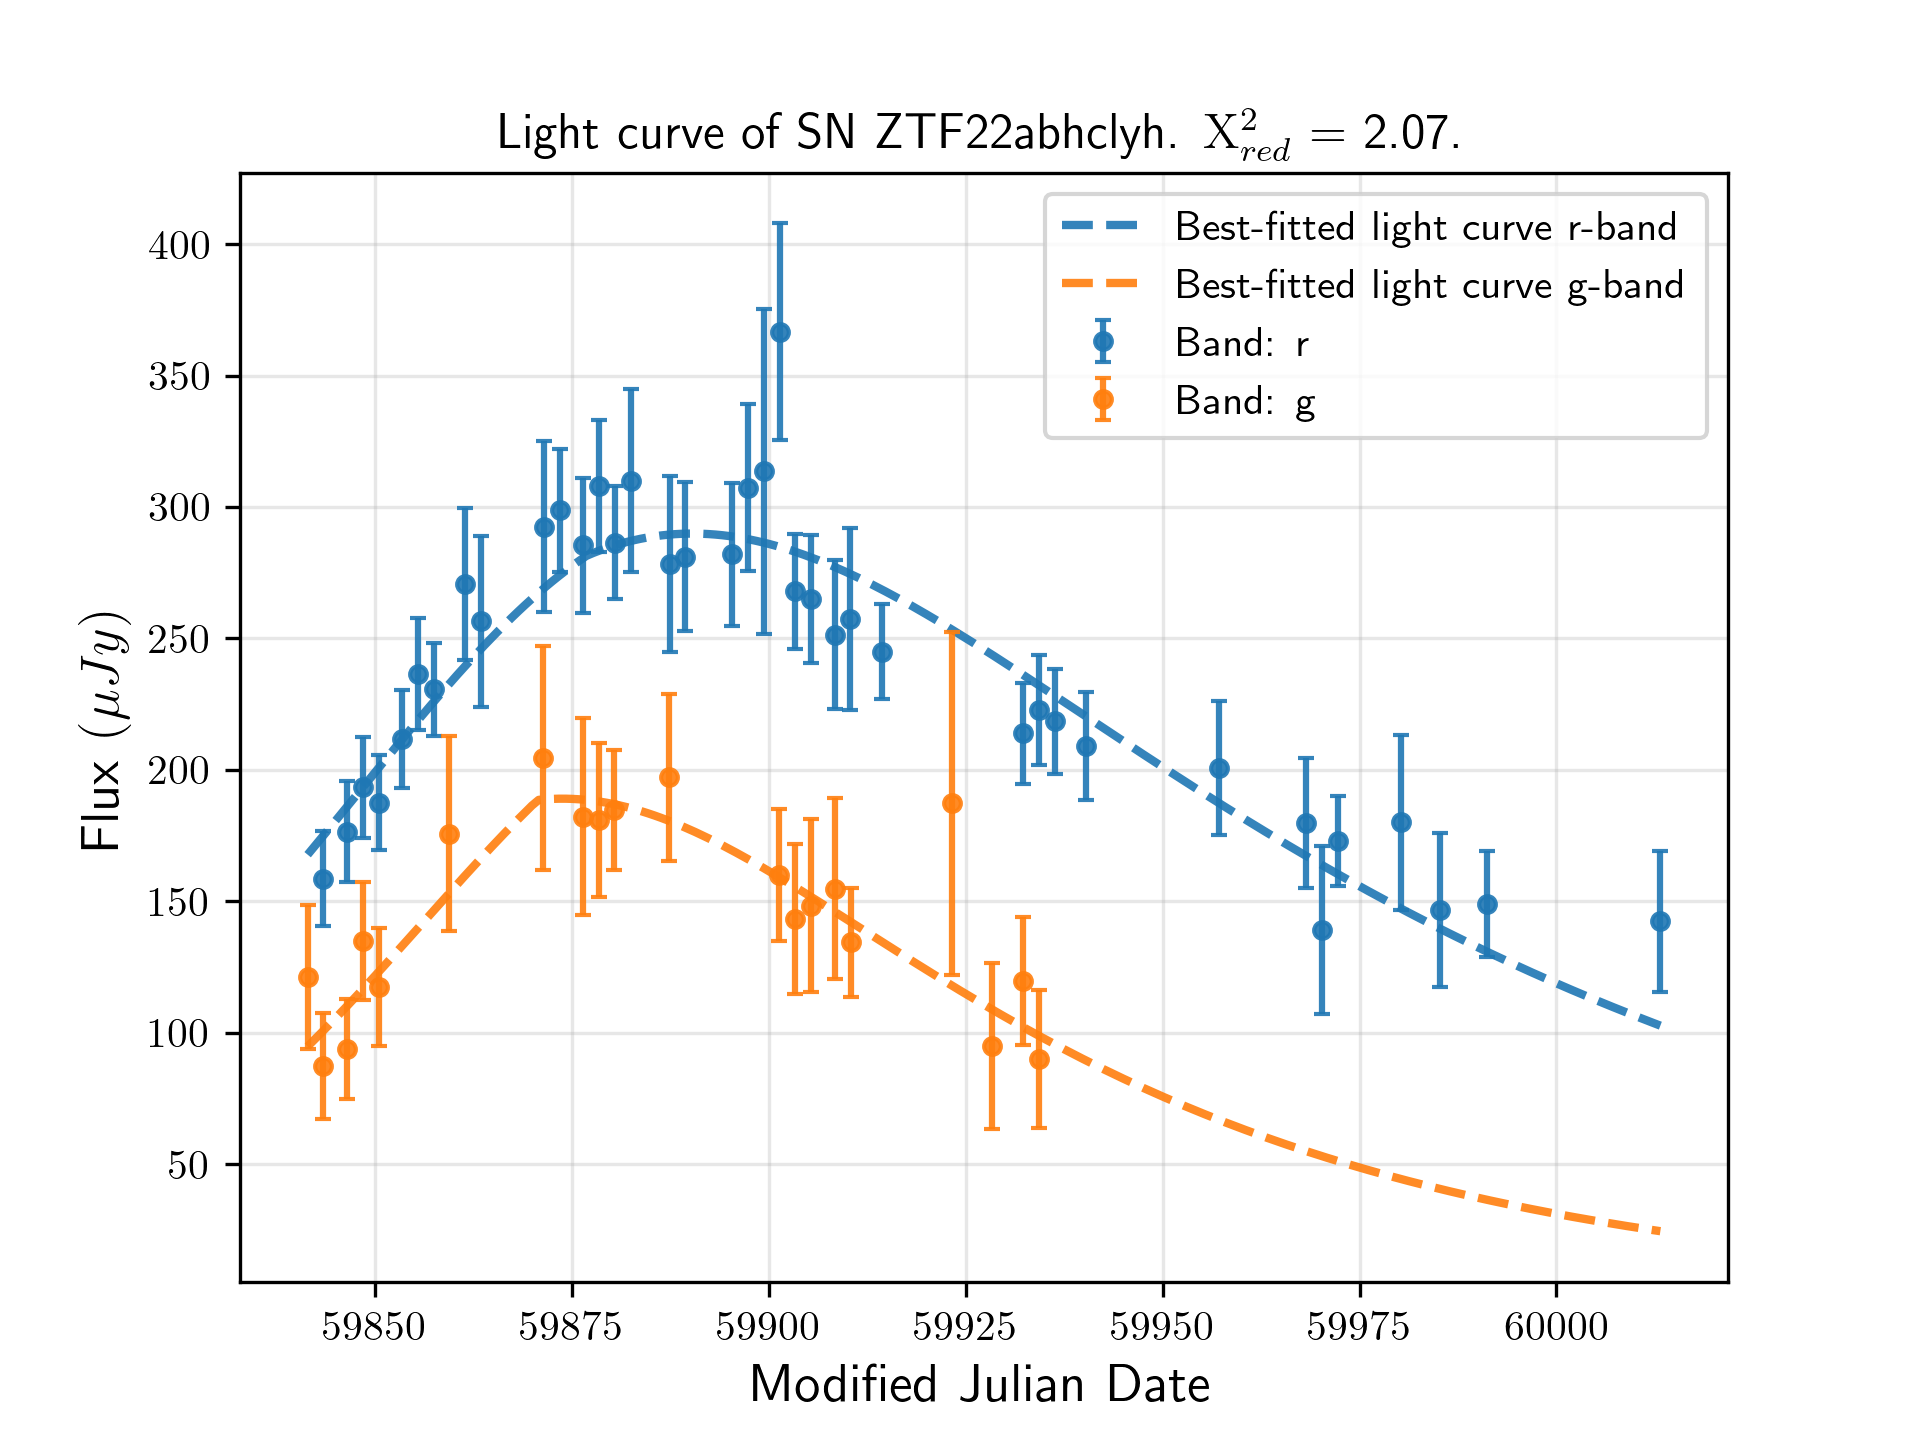 Light curve of SN ZTF22abhclyh. X²_red = 2.07.
Best-fitted light curve r-band
Best-fitted light curve g-band
Band: r
Band: g
400
350
300
250
200
150
100
50
Flux (μJy)
59850 59875 59900 59925 59950 59975 60000
Modified Julian Date